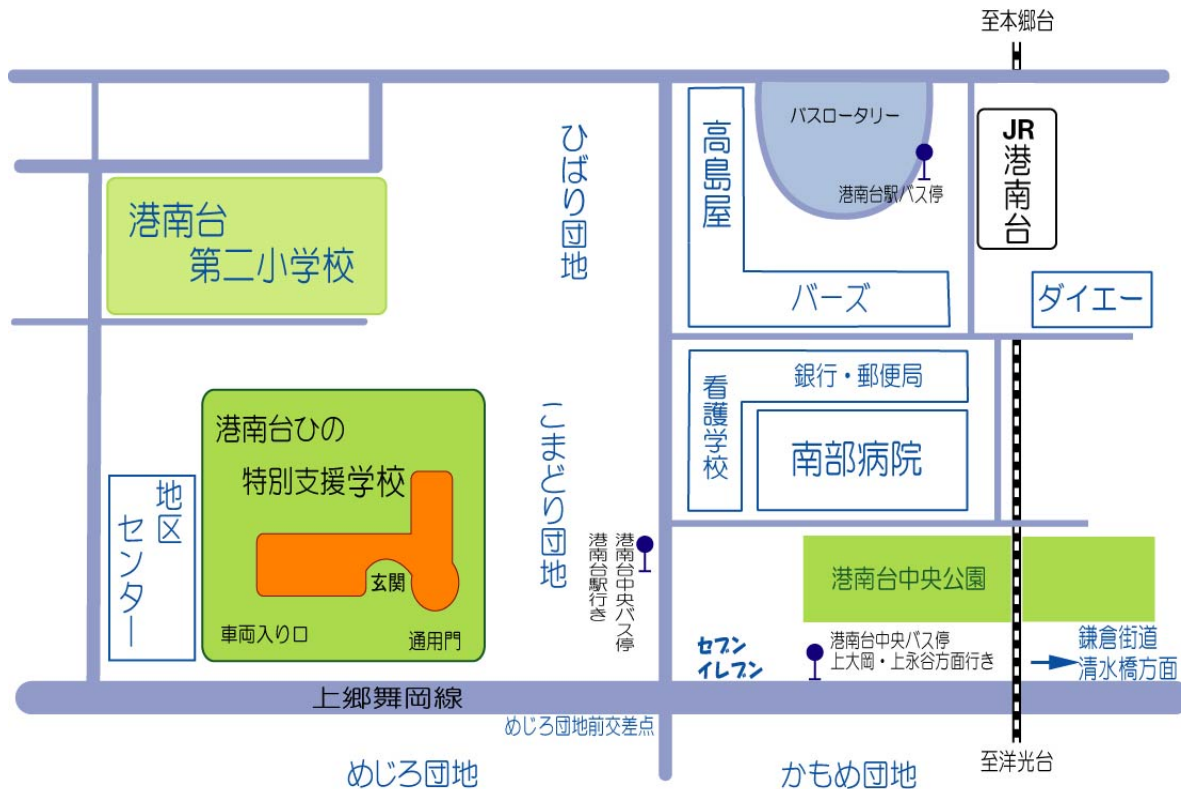 至本郷台
バスロータリー
港南台駅バス停
JR
港南台
高島屋
バーズ
ダイエー
ひばり団地
港南台
第二小学校
銀行・郵便局
看護学校
南部病院
港南台ひの
特別支援学校
玄関
車両入り口
通用門
地区
センター
こまどり団地
港南台中央バス停
港南台駅行き
港南台中央公園
セブン
イレブン
港南台中央バス停
上大岡・上永谷方面行き
鎌倉街道
清水橋方面
上郷舞岡線
めじろ団地前交差点
めじろ団地
かもめ団地
至洋光台